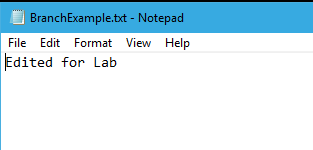 BranchExample.txt - Notepad
File Edit Format View Help
Edited for Lab